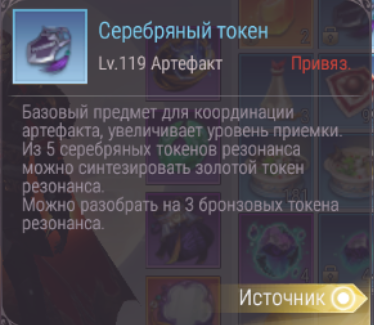 Серебряный токен
Lv.119 Артефакт Привяз.
Базовый предмет для координации
артефакта, увеличивает уровень приемки.
Из 5 серебряных токенов резонанса
можно синтезировать золотой токен
резонанса.
Можно разобрать на 3 бронзовых токена
резонанса.
Источник